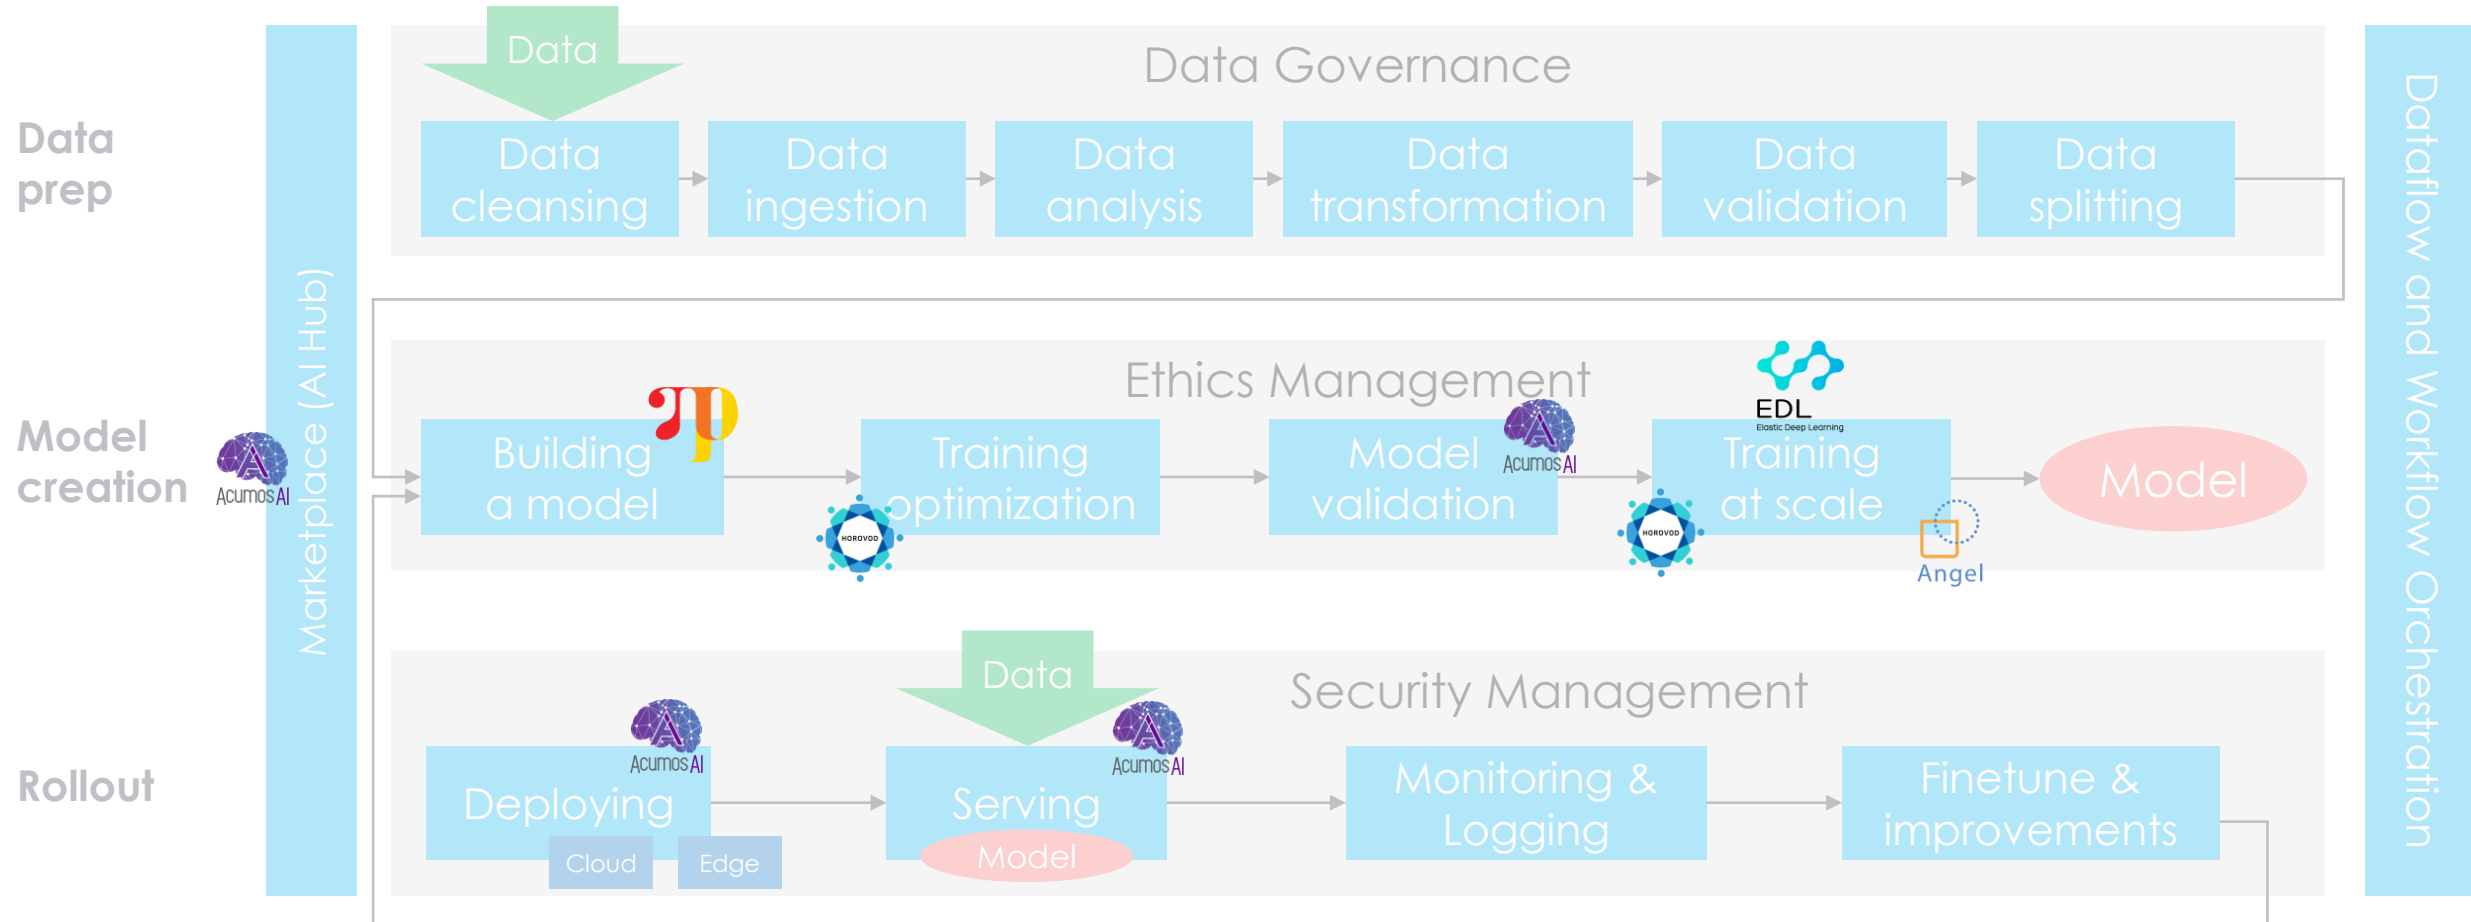 Data
Data Governance
Data
prep
Data
cleansing
Data
ingestion
Data
analysis
Data
transformation
Data
validation
Data
splitting
Marketplace (AI Hub)
Dataflow and Workflow Orchestration
Model
creation
Acumos AI
Ethics Management
Building
a model
Training
optimization
HOROVOD
Model
validation
Acumos AI
EDL
Elastic Deep Learning
Training
at scale
HOROVOD
Angel
Model
Rollout
Data
Security Management
Acumos AI
Deploying
Cloud
Edge
Acumos AI
Serving
Model
Monitoring &
Logging
Finetune &
improvements